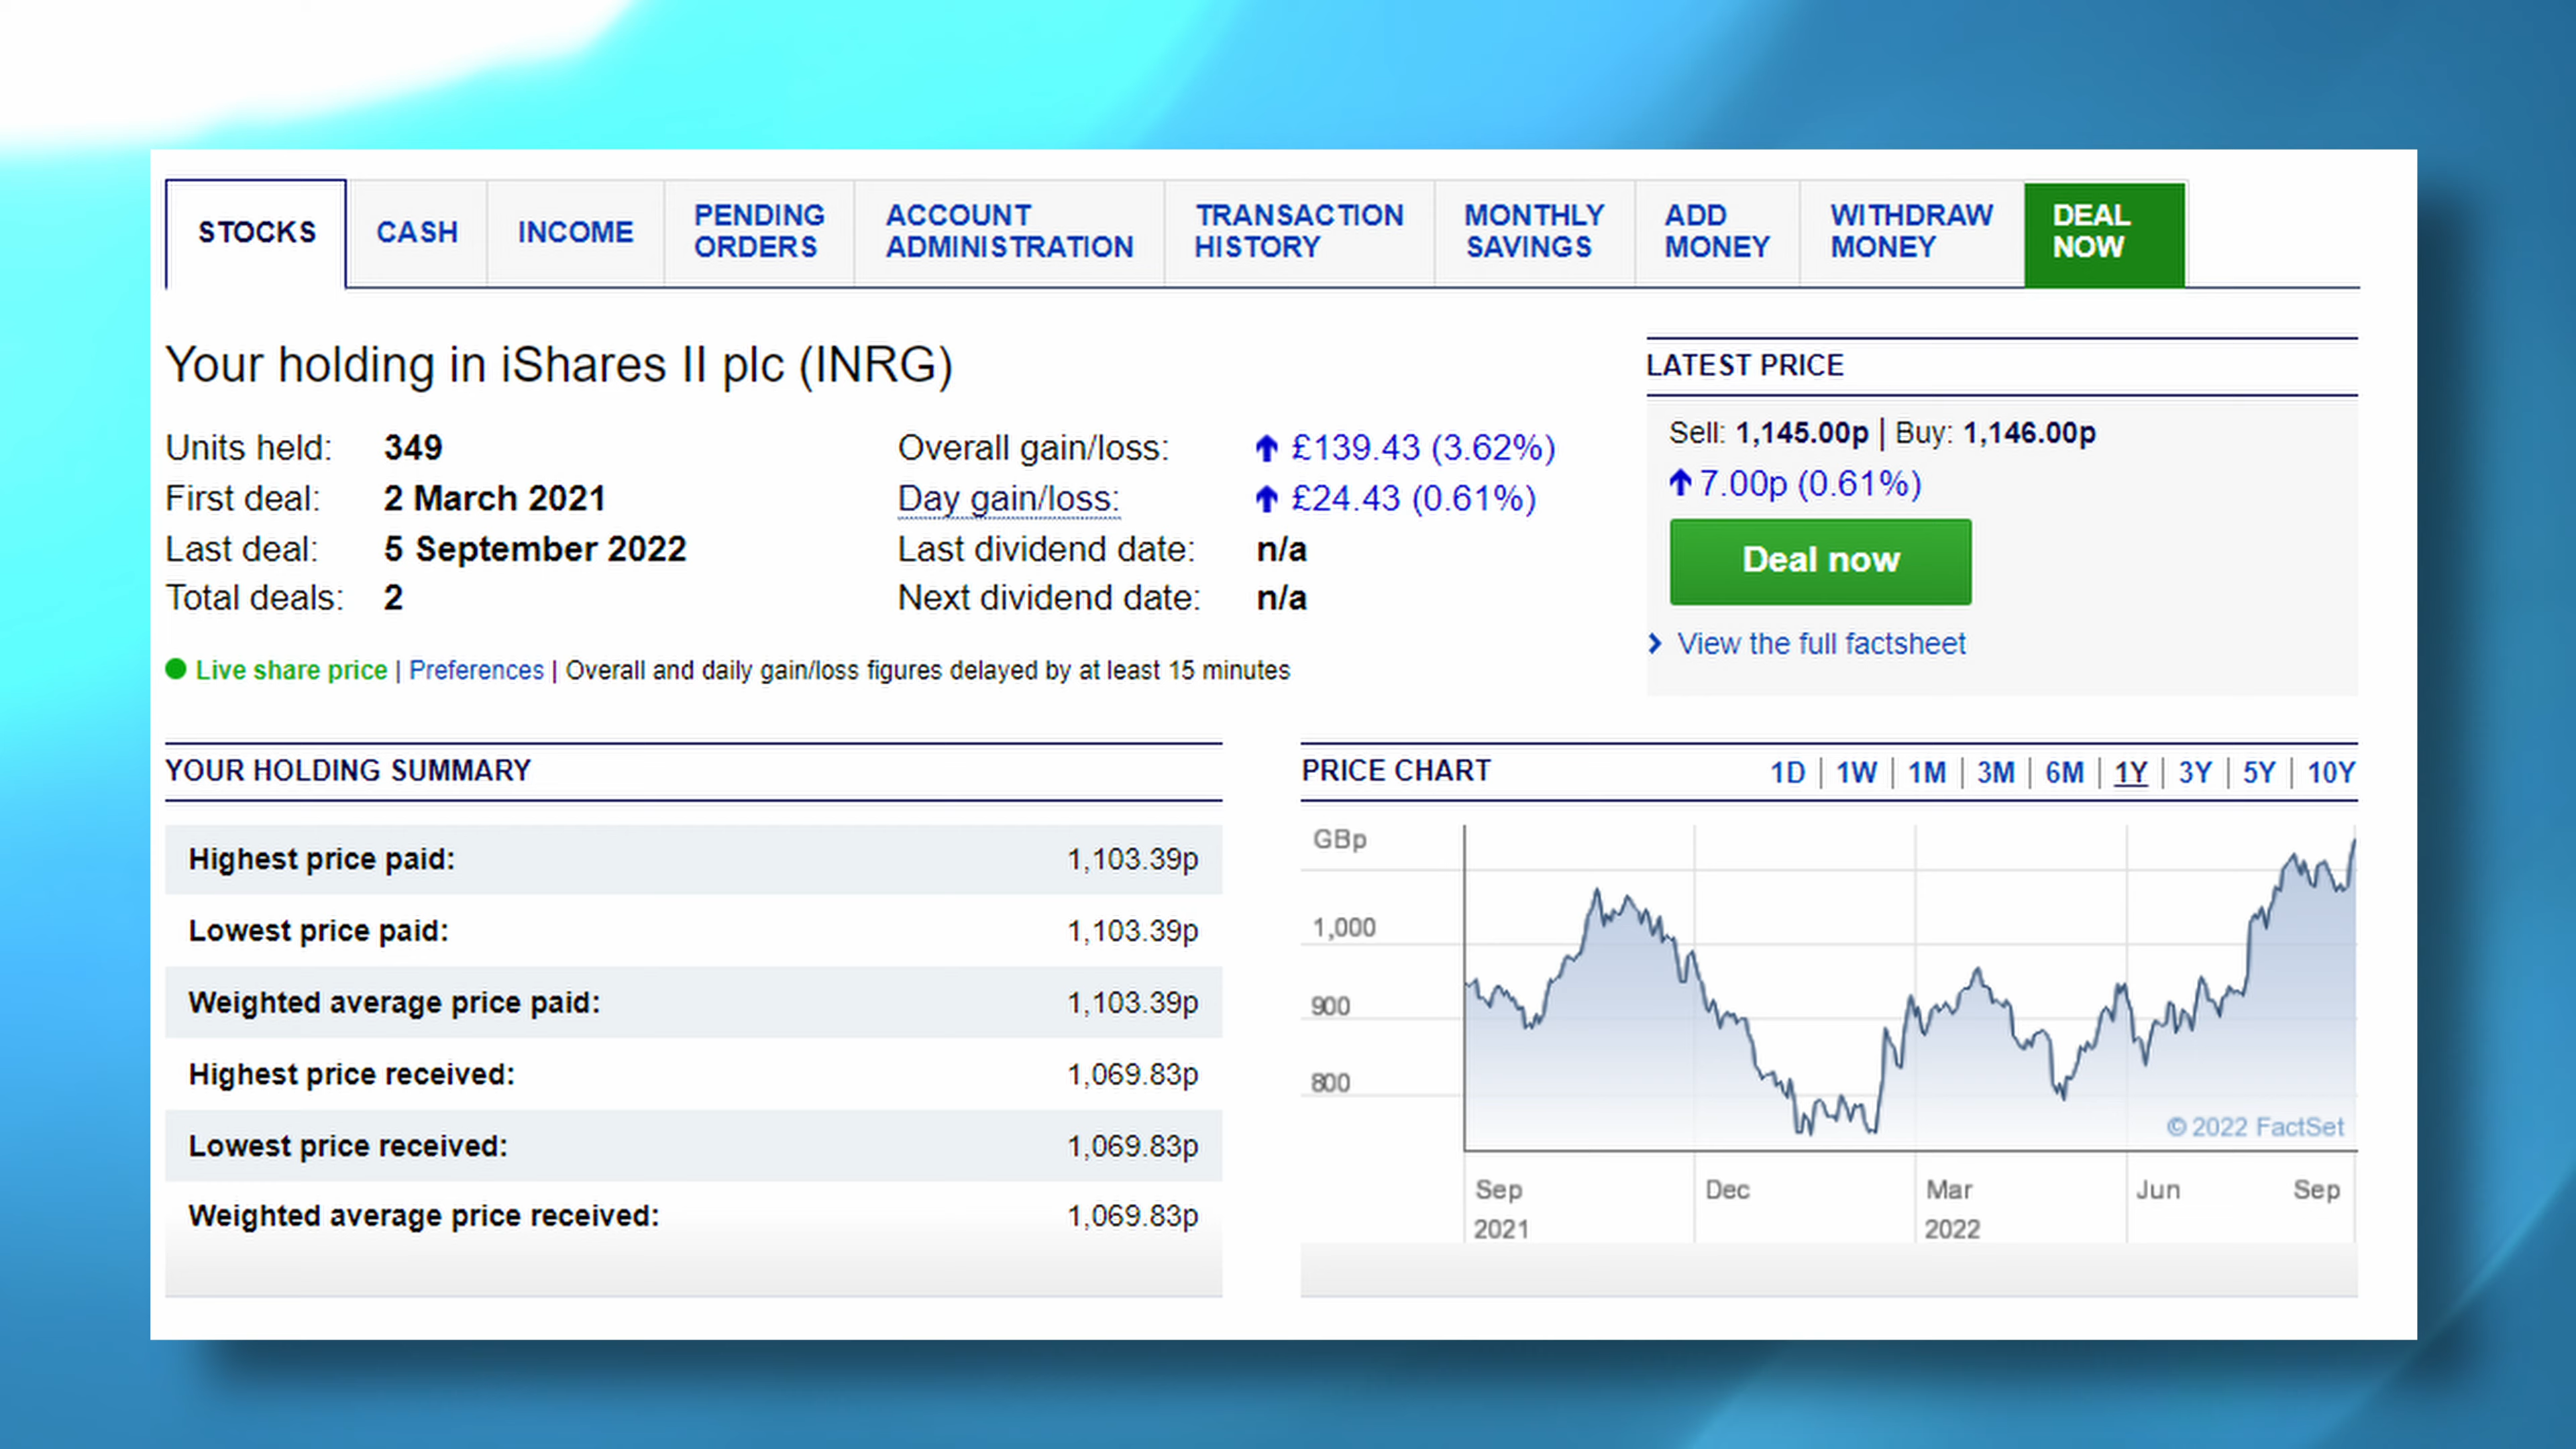 STOCKS
CASH
INCOME
PENDING
ORDERS
ACCOUNT
ADMINISTRATION
TRANSACTION
HISTORY
MONTHLY
SAVINGS
ADD
MONEY
WITHDRAW
MONEY
DEAL
NOW
Your holding in iShares II plc (INRG)
Units held: 349
First deal: 2 March 2021
Last deal: 5 September 2022
Total deals: 2
Overall gain/loss: £139.43 (3.62%)
Day gain/loss: £24.43 (0.61%)
Last dividend date: n/a
Next dividend date: n/a
Live share price | Preferences | Overall and daily gain/loss figures delayed by at least 15 minutes
LATEST PRICE
Sell: 1,145.00p | Buy: 1,146.00p
7.00p (0.61%)
Deal now
View the full factsheet
YOUR HOLDING SUMMARY
Highest price paid: 1,103.39p
Lowest price paid: 1,103.39p
Weighted average price paid: 1,103.39p
Highest price received: 1,069.83p
Lowest price received: 1,069.83p
Weighted average price received: 1,069.83p
PRICE CHART
1D | 1W | 1M | 3M | 6M | 1Y | 3Y | 5Y | 10Y
GBp
1,000
900
800
© 2022 FactSet
Sep Dec Mar Jun Sep
2021 2022